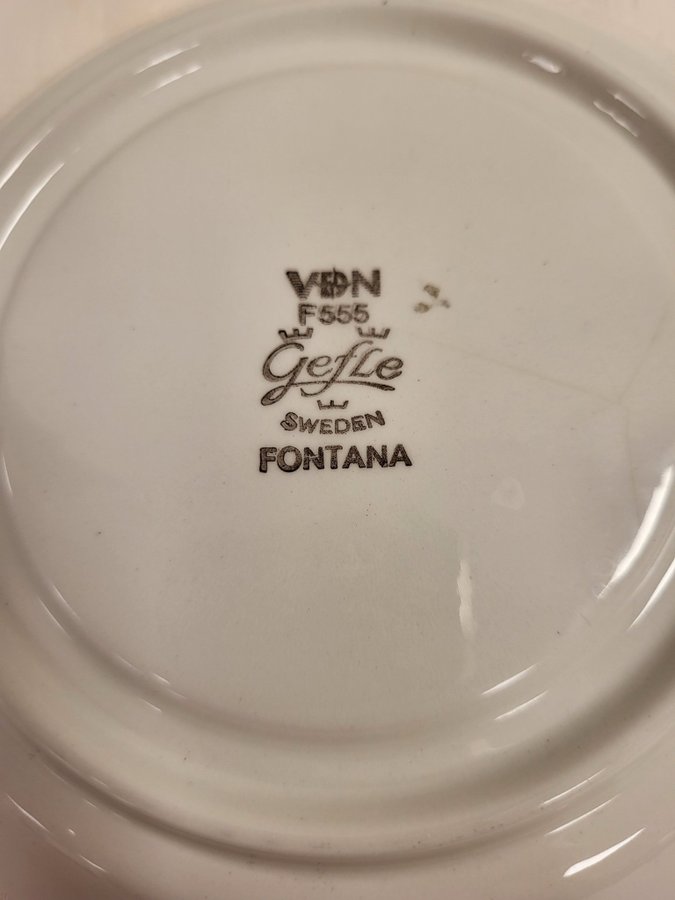 VDN
F555
Gefle
SWEDEN
FONTANA